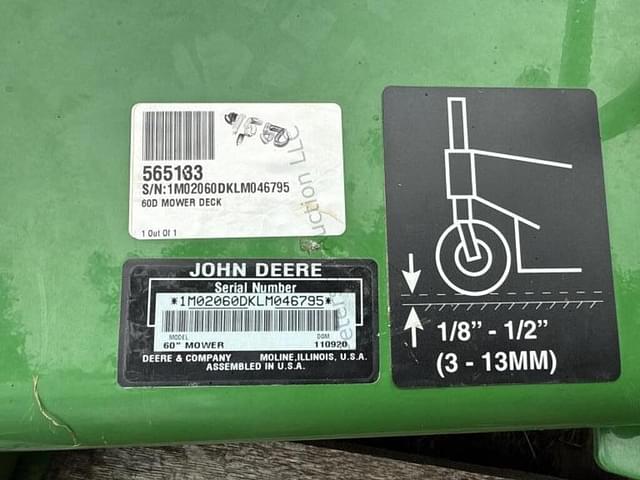 565133
S/N:1M02060DKLM046795
60D MOWER DECK
1 Out Of 1
JOHN DEERE
Serial Number
*1M02060DKLM046795*
MODEL DOM
60" MOWER 110920
DEERE & COMPANY MOLINE, ILLINOIS, U.S.A.
ASSEMBLED IN U.S.A.
1/8" - 1/2"
(3 - 13MM)